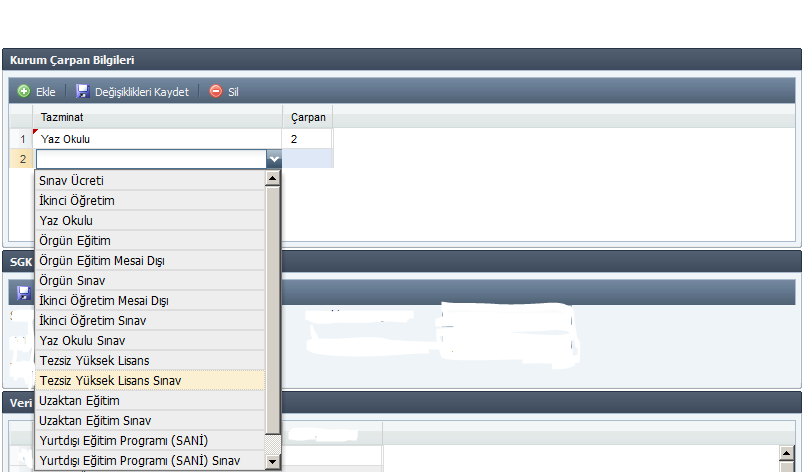 Kurum Çarpan Bilgileri
Ekle Değişiklikleri Kaydet Sil
Tazminat Çarpan
1 Yaz Okulu 2
2
Sınav Ücreti
İkinci Öğretim
Yaz Okulu
Örgün Eğitim
Örgün Eğitim Mesai Dışı
SGK
Örgün Sınav
İkinci Öğretim Mesai Dışı
İkinci Öğretim Sınav
Yaz Okulu Sınav
Tezsiz Yüksek Lisans
Tezsiz Yüksek Lisans Sınav
Uzaktan Eğitim
Veri
Uzaktan Eğitim Sınav
Yurtdışı Eğitim Programı (SANİ)
Yurtdışı Eğitim Programı (SANİ) Sınav